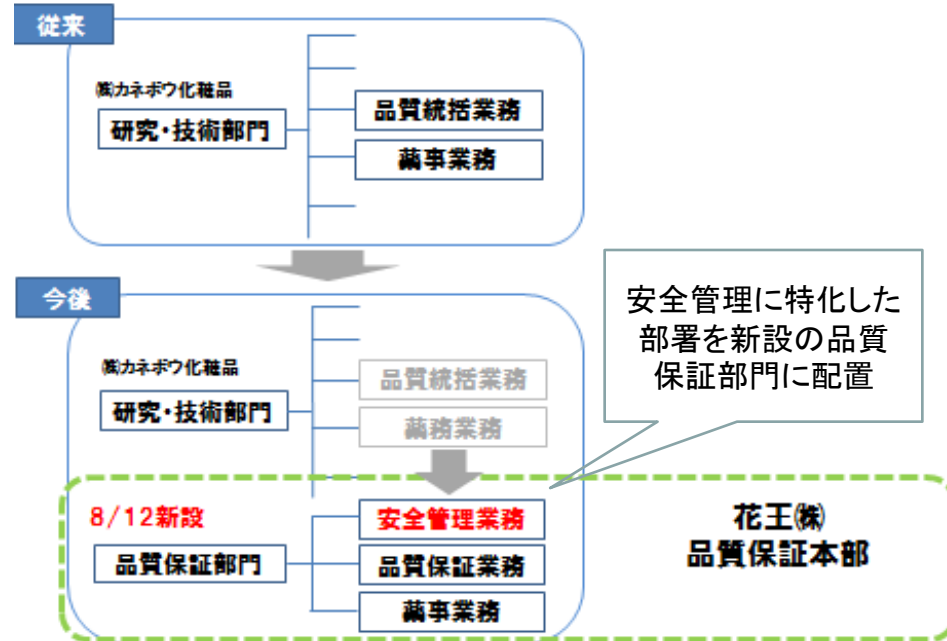 従来
㈱カネボウ化粧品
研究・技術部門
品質統括業務
薬事業務
今後
㈱カネボウ化粧品
研究・技術部門
品質統括業務
薬務業務
安全管理に特化した
部署を新設の品質
保証部門に配置
8/12新設
品質保証部門
安全管理業務
品質保証業務
薬事業務
花王㈱
品質保証本部